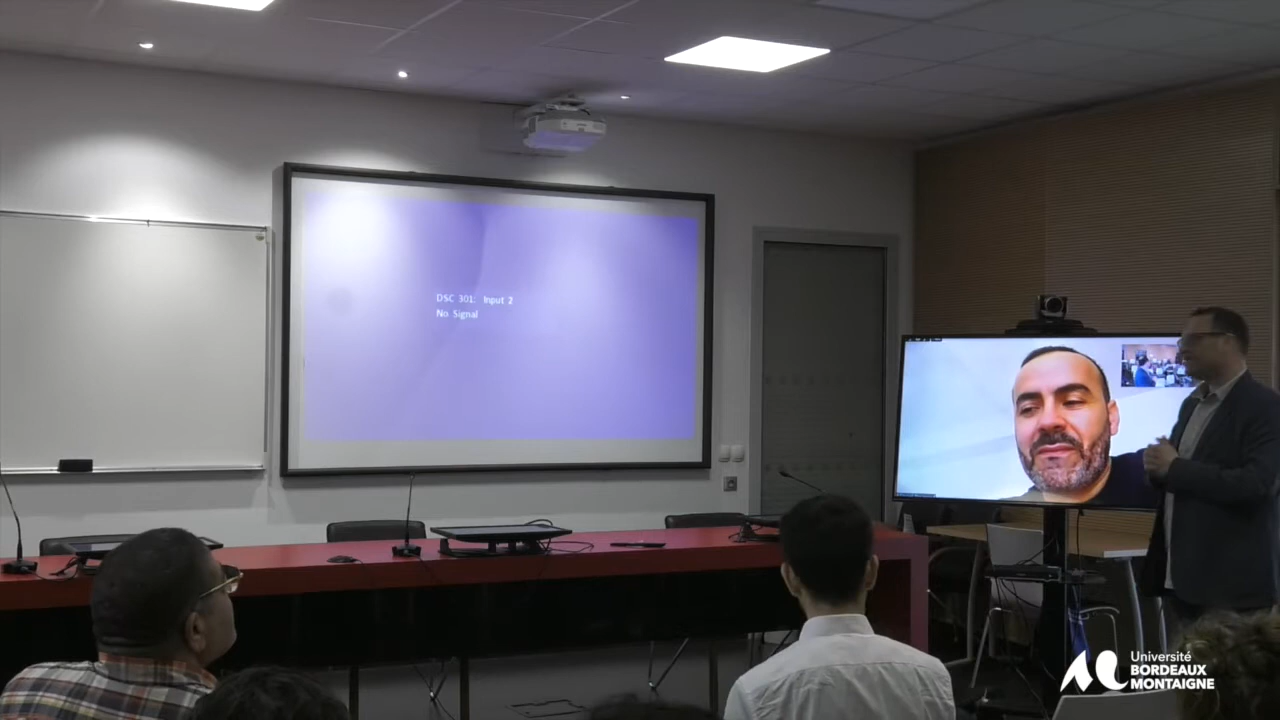 DSC 301: Input 2
No Signal
Université
BORDEAUX
MONTAIGNE